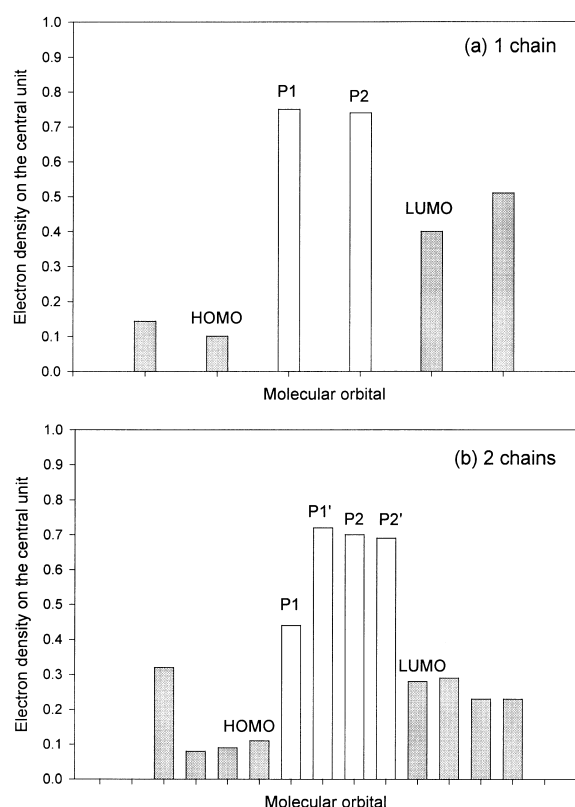 (a) 1 chain
Electron density on the central unit
1.0
0.9
0.8
0.7
0.6
0.5
0.4
0.3
0.2
0.1
0.0
P1
P2
LUMO
HOMO
Molecular orbital
(b) 2 chains
Electron density on the central unit
1.0
0.9
0.8
0.7
0.6
0.5
0.4
0.3
0.2
0.1
0.0
P1'
P2
P2'
P1
LUMO
HOMO
Molecular orbital